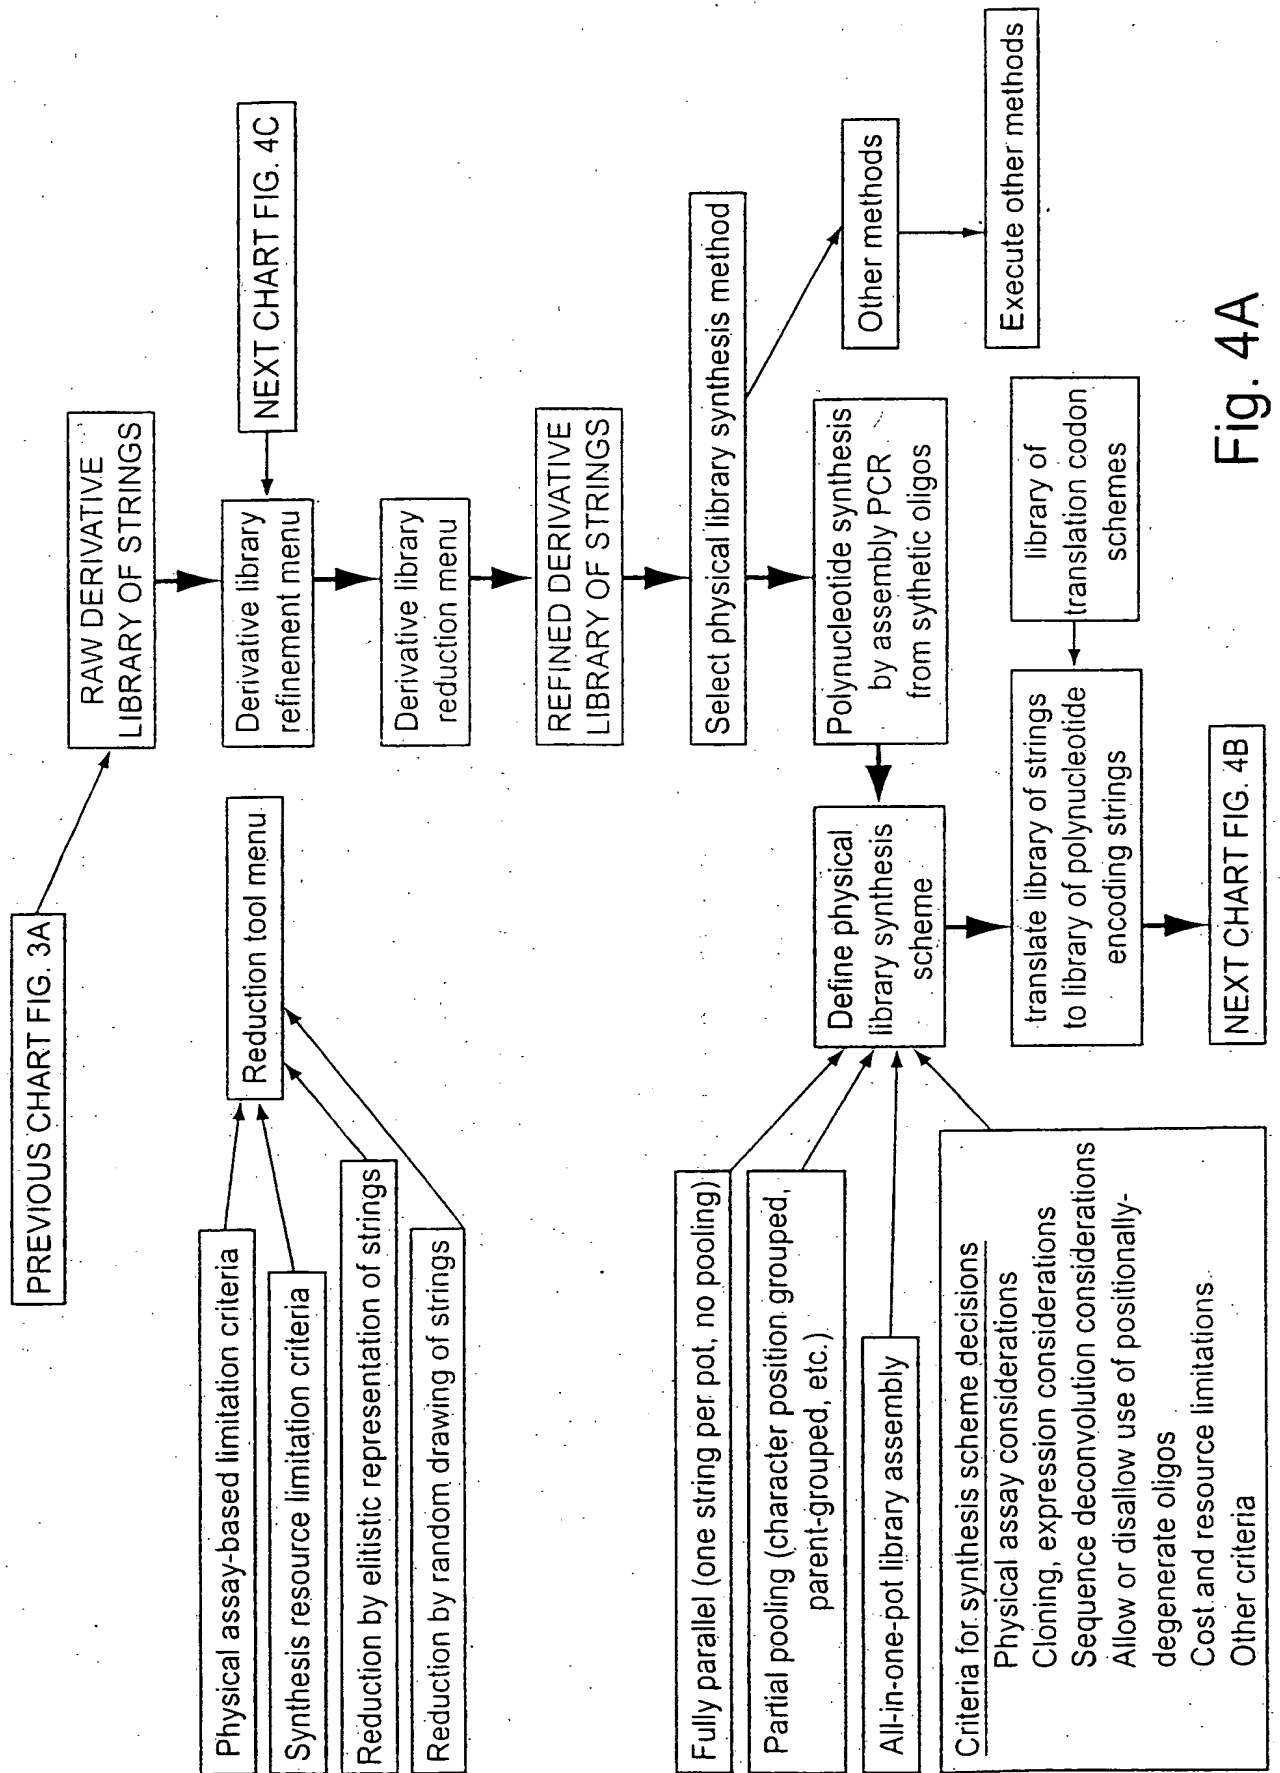 PREVIOUS CHART FIG. 3A
RAW DERIVATIVE
LIBRARY OF STRINGS
NEXT CHART FIG. 4C
Derivative library
refinement menu
Derivative library
reduction menu
REFINED DERIVATIVE
LIBRARY OF STRINGS
Select physical library synthesis method
Other methods
Execute other methods
Polynucleotide synthesis
by assembly PCR
from sythetic oligos
Reduction tool menu
Physical assay-based limitation criteria
Synthesis resource limitation criteria
Reduction by elitistic representation of strings
Reduction by random drawing of strings
Define physical
library synthesis
scheme
Fully parallel (one string per pot, no pooling)
Partial pooling (character position grouped,
parent-grouped, etc.)
All-in-one-pot library assembly
Criteria for synthesis scheme decisions
Physical assay considerations
Cloning, expression considerations
Sequence deconvolution considerations
Allow or disallow use of positionally-
degenerate oligos
Cost and resource limitations
Other criteria
library of
translation codon
schemes
translate library of strings
to library of polynucleotide
encoding strings
NEXT CHART FIG. 4B
Fig. 4A